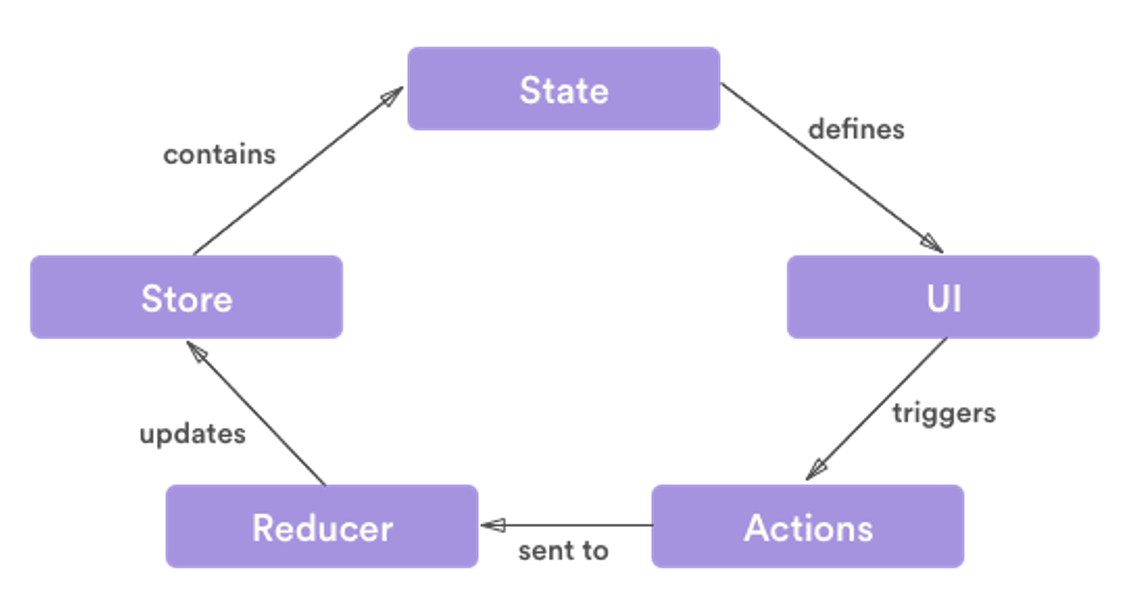 State
defines
contains
Store
UI
triggers
updates
Reducer
Actions
sent to